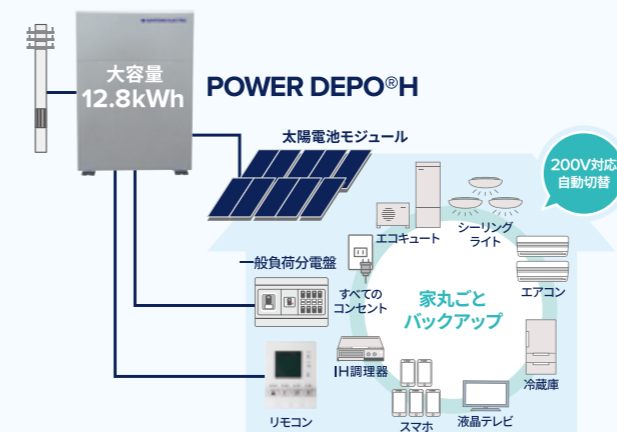 大容量
12.8kWh
POWER DEPO®H
太陽電池モジュール
200V対応
自動切替
エコキュート
シーリング
ライト
一般負荷分電盤
すべての
コンセント
エアコン
家丸ごと
バックアップ
IH調理器
冷蔵庫
リモコン
スマホ
液晶テレビ